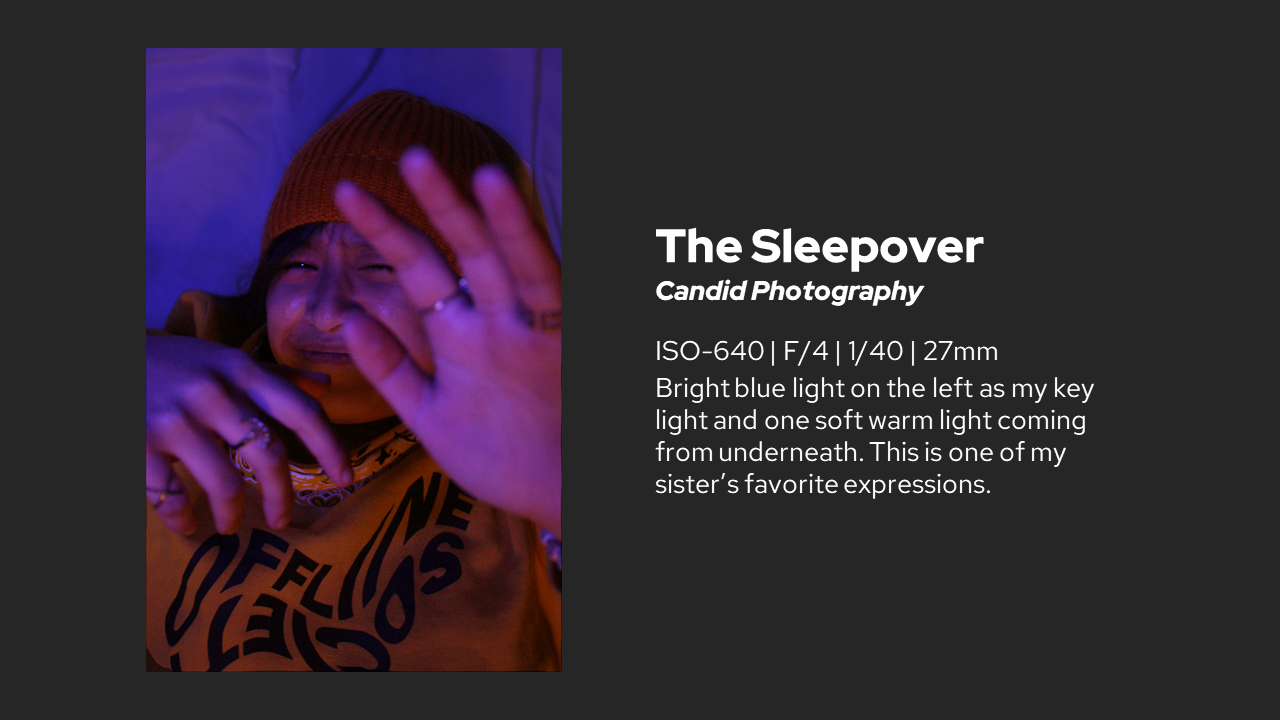 The Sleepover
Candid Photography
ISO-640 | F/4 | 1/40 | 27mm
Bright blue light on the left as my key
light and one soft warm light coming
from underneath. This is one of my
sister’s favorite expressions.
OFFLINE